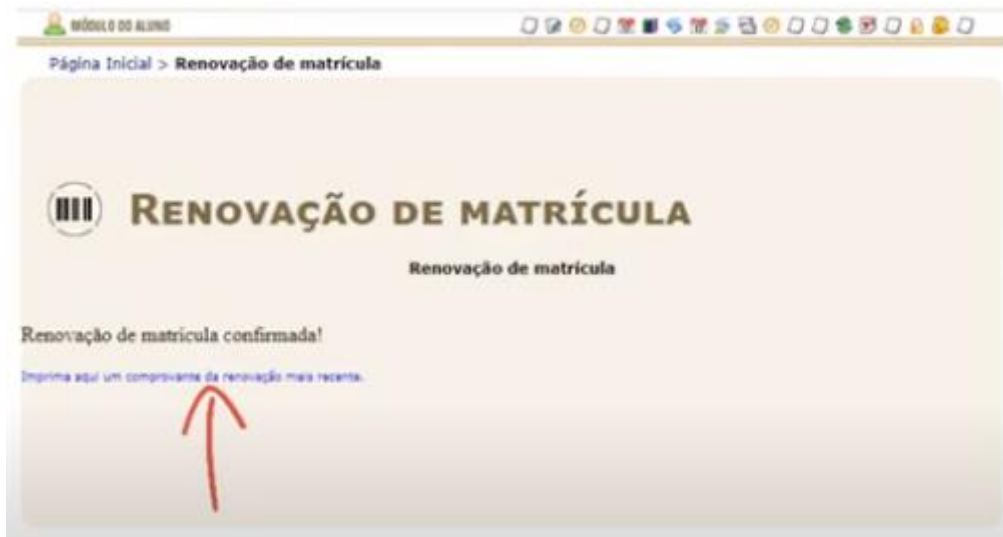 MÓDULO DO ALUNO
Página Inicial > Renovação de matrícula
RENOVAÇÃO DE MATRÍCULA
Renovação de matrícula
Renovação de matrícula confirmada!
Imprima aqui um comprovante da renovação mais recente.